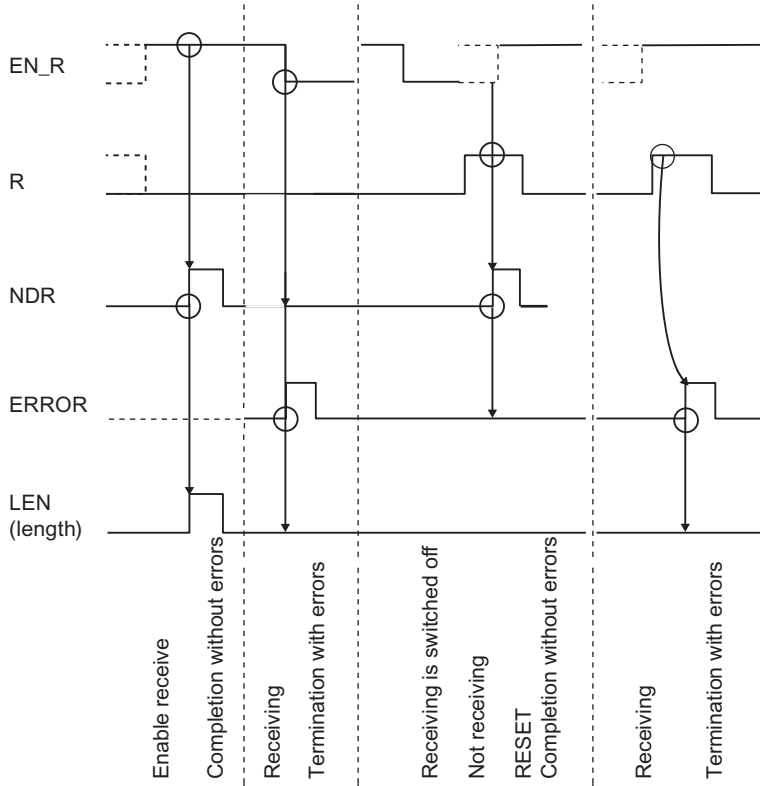 EN_R
R
NDR
ERROR
LEN
(length)
Enable receive
Completion without errors
Receiving
Termination with errors
Receiving is switched off
Not receiving
RESET
Completion without errors
Receiving
Termination with errors